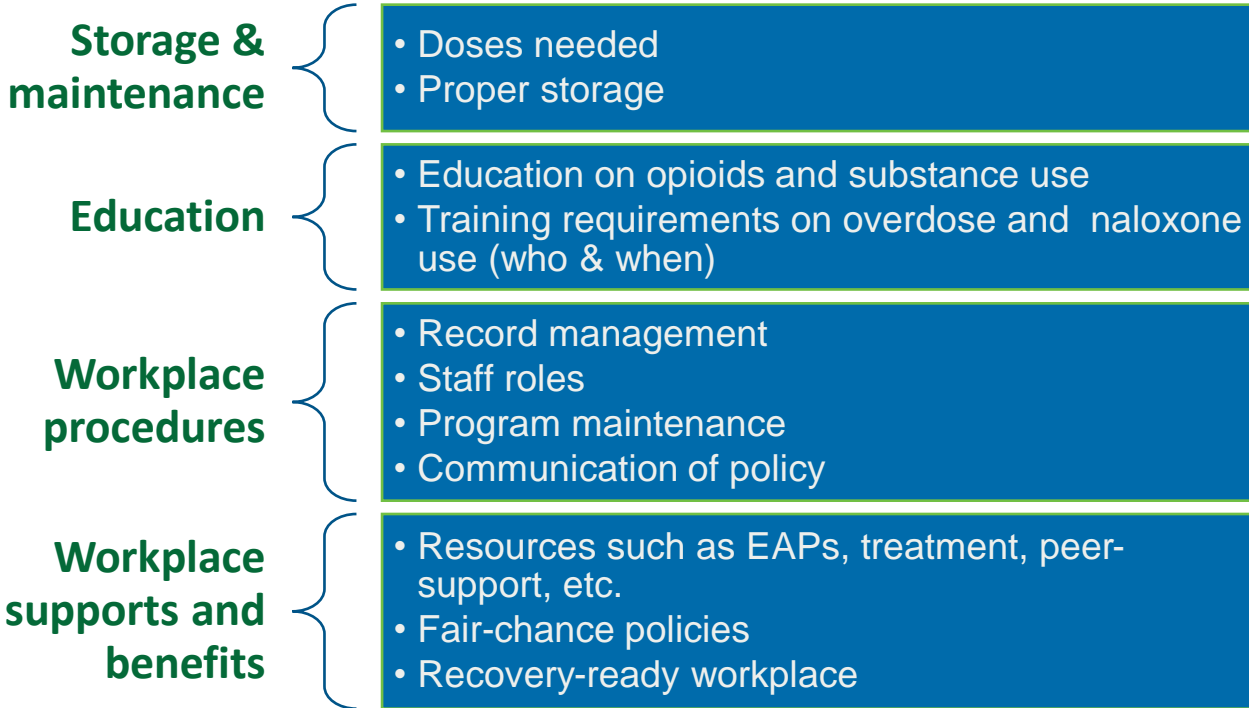 Storage &
maintenance
• Doses needed
• Proper storage
Education
• Education on opioids and substance use
• Training requirements on overdose and  naloxone
use (who & when)
Workplace
procedures
• Record management
• Staff roles
• Program maintenance
• Communication of policy
Workplace
supports and
benefits
• Resources such as EAPs, treatment, peer-
support, etc.
• Fair-chance policies
• Recovery-ready workplace